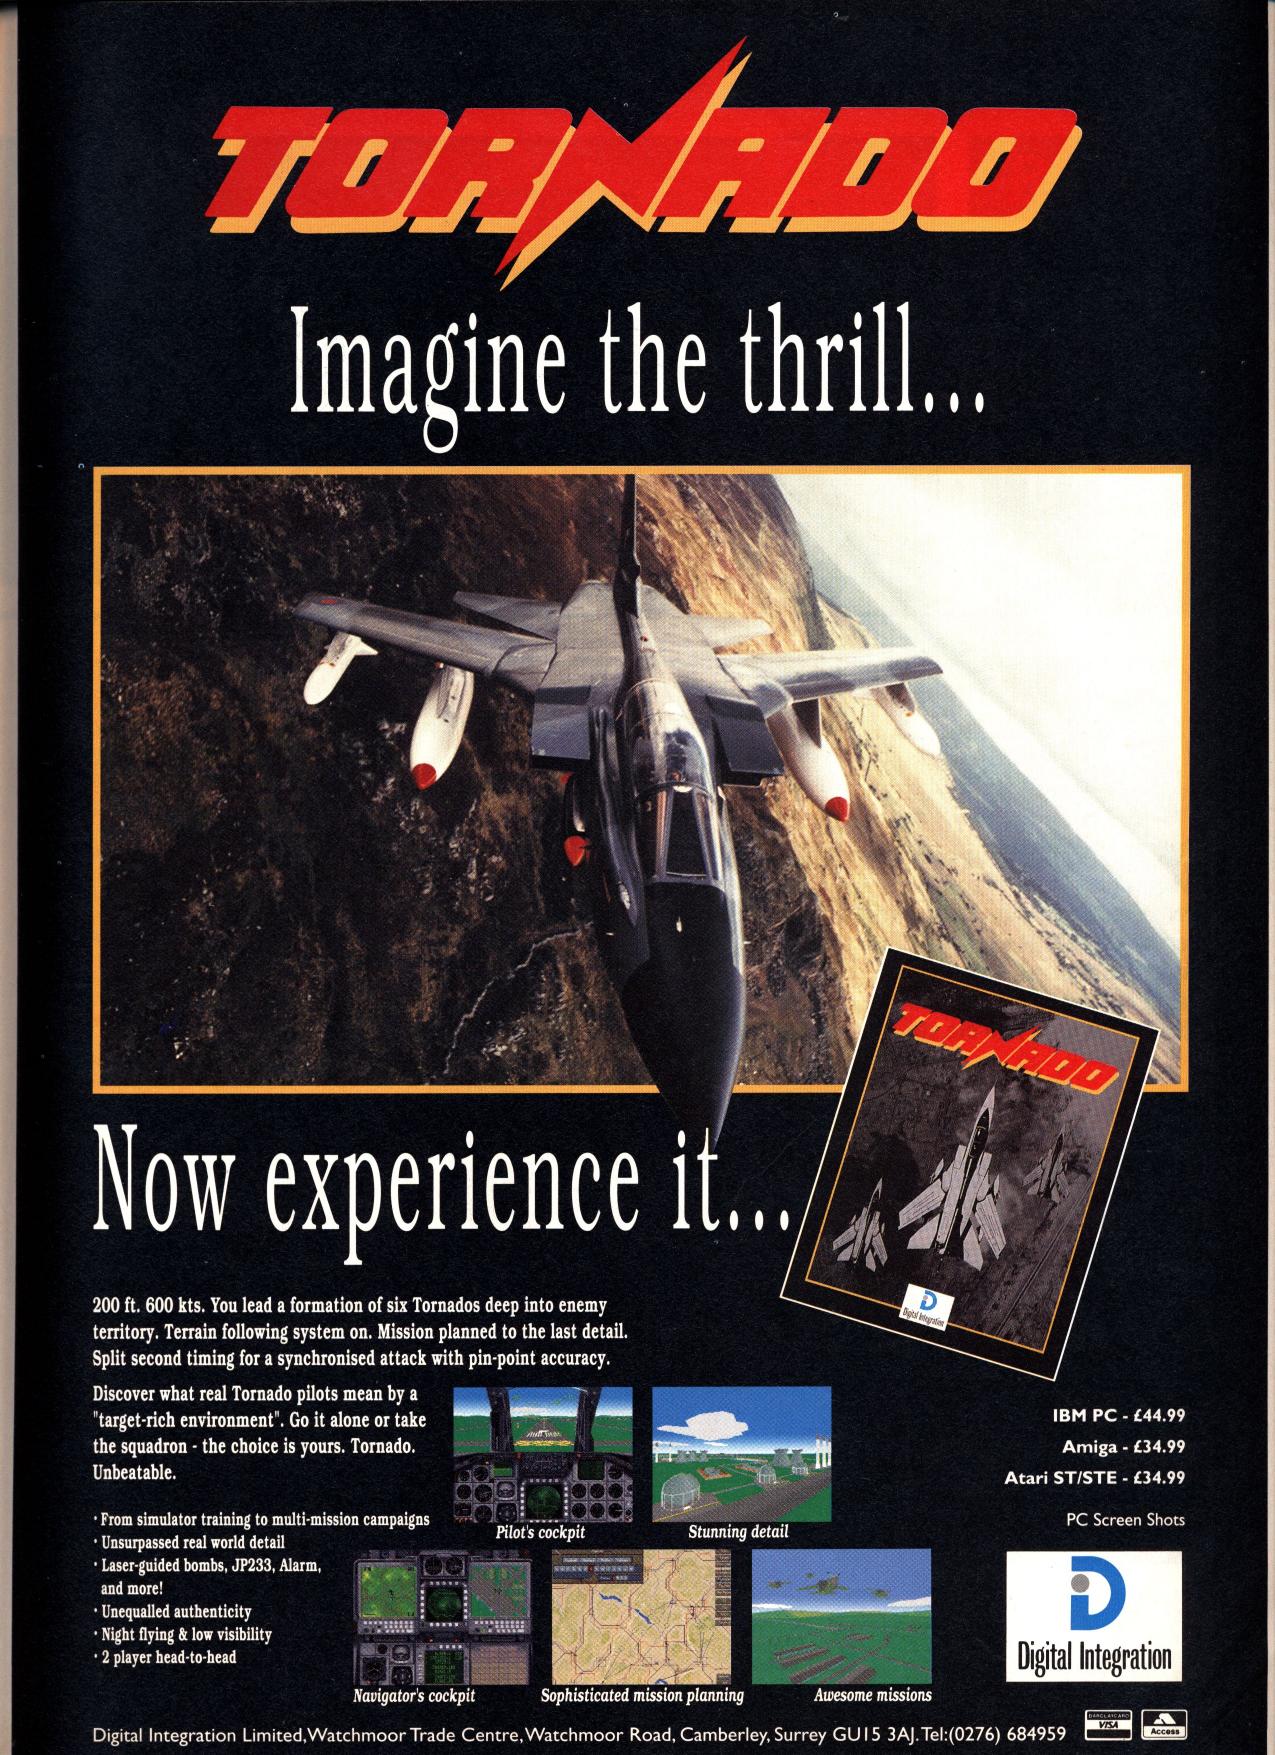 TORNADO
Imagine the thrill...
TORNADO
Digital Integration
Now experience it...
200 ft. 600 kts. You lead a formation of six Tornados deep into enemy
territory. Terrain following system on. Mission planned to the last detail.
Split second timing for a synchronised attack with pin-point accuracy.
Discover what real Tornado pilots mean by a
"target-rich environment". Go it alone or take
the squadron - the choice is yours. Tornado.
Unbeatable.
· From simulator training to multi-mission campaigns
· Unsurpassed real world detail
· Laser-guided bombs, JP233, Alarm,
and more!
· Unequalled authenticity
· Night flying & low visibility
· 2 player head-to-head
Pilot's cockpit
Stunning detail
Navigator's cockpit
Sophisticated mission planning
Awesome missions
IBM PC - £44.99
Amiga - £34.99
Atari ST/STE - £34.99
PC Screen Shots
Digital Integration
Digital Integration Limited, Watchmoor Trade Centre, Watchmoor Road, Camberley, Surrey GU15 3AJ. Tel:(0276) 684959
BARCLAYCARD
VISA
Access